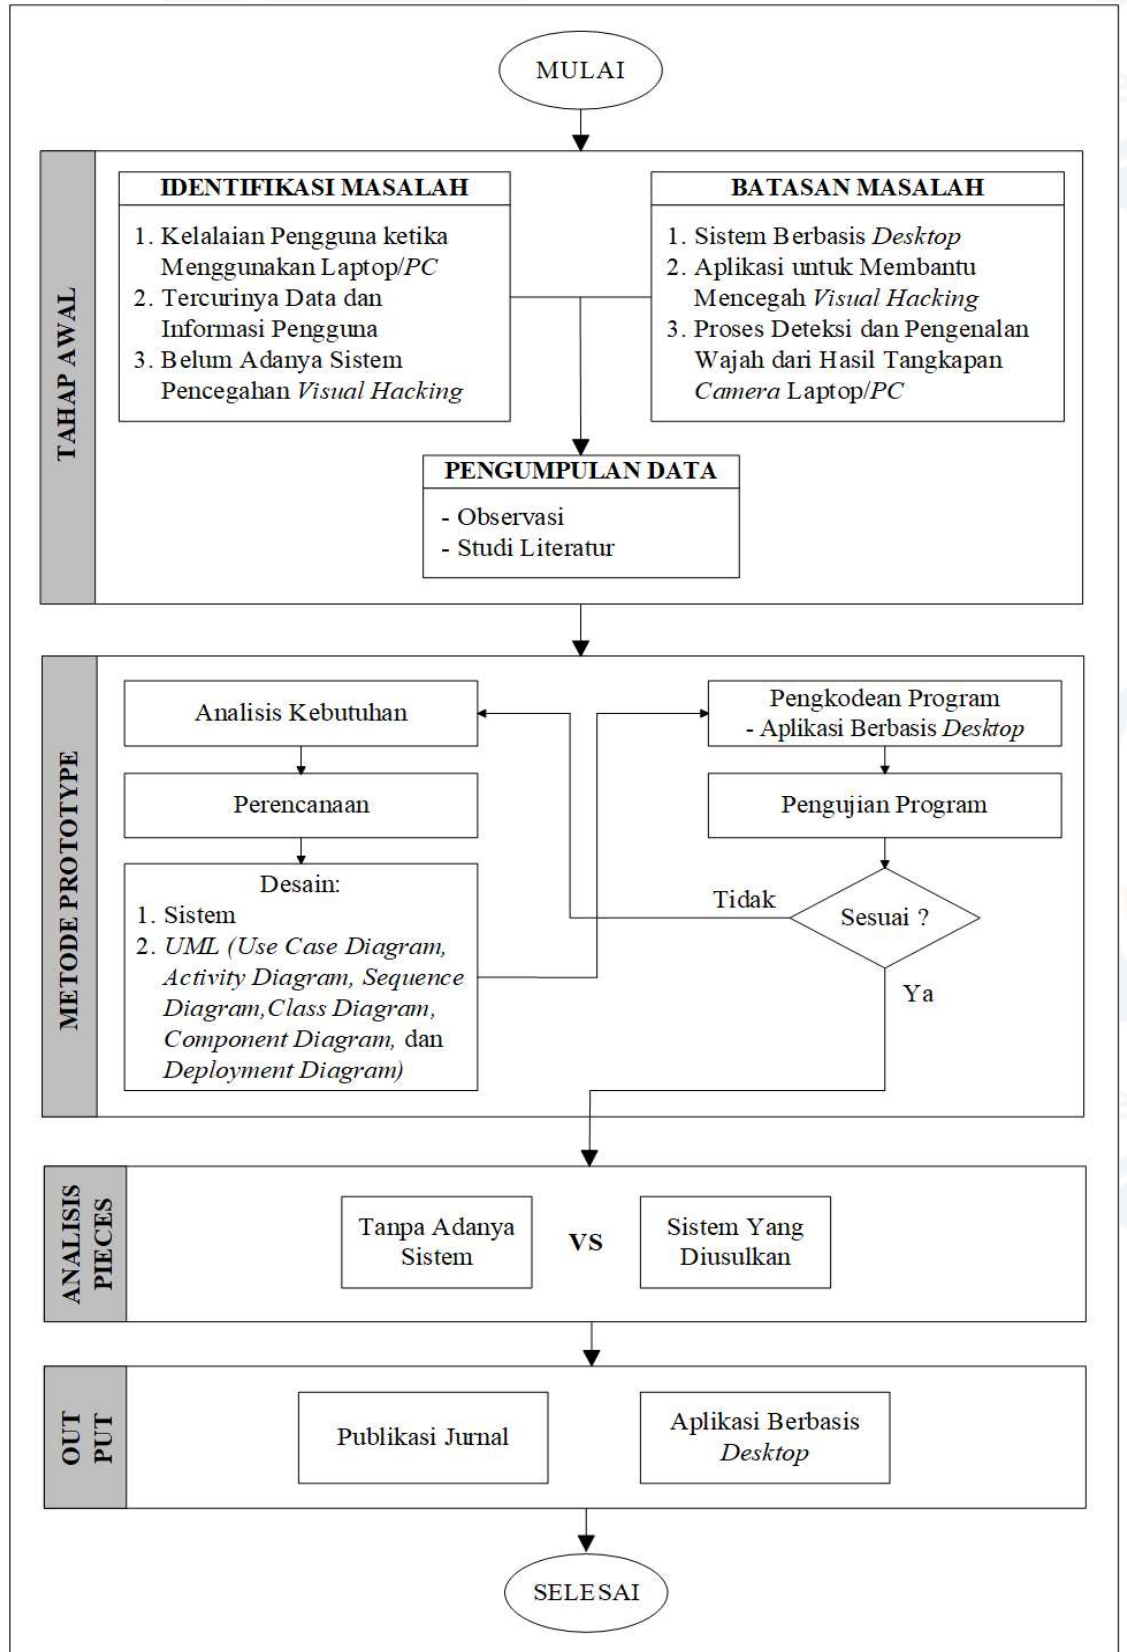 MULAI
TAHAP AWAL
IDENTIFIKASI MASALAH
1. Kelalaian Pengguna ketika
Menggunakan Laptop/PC
2. Tercurinya Data dan
Informasi Pengguna
3. Belum Adanya Sistem
Pencegahan Visual Hacking
BATASAN MASALAH
1. Sistem Berbasis Desktop
2. Aplikasi untuk Membantu
Mencegah Visual Hacking
3. Proses Deteksi dan Pengenalan
Wajah dari Hasil Tangkapan
Camera Laptop/PC
PENGUMPULAN DATA
- Observasi
- Studi Literatur
METODE PROTOTYPE
Analisis Kebutuhan
Perencanaan
Desain:
1. Sistem
2. UML (Use Case Diagram,
Activity Diagram, Sequence
Diagram,Class Diagram,
Component Diagram, dan
Deployment Diagram)
Pengkodean Program
- Aplikasi Berbasis Desktop
Pengujian Program
Sesuai ?
Tidak
Ya
ANALISIS
PIECES
Tanpa Adanya
Sistem
VS
Sistem Yang
Diusulkan
OUT
PUT
Publikasi Jurnal
Aplikasi Berbasis
Desktop
SELESAI